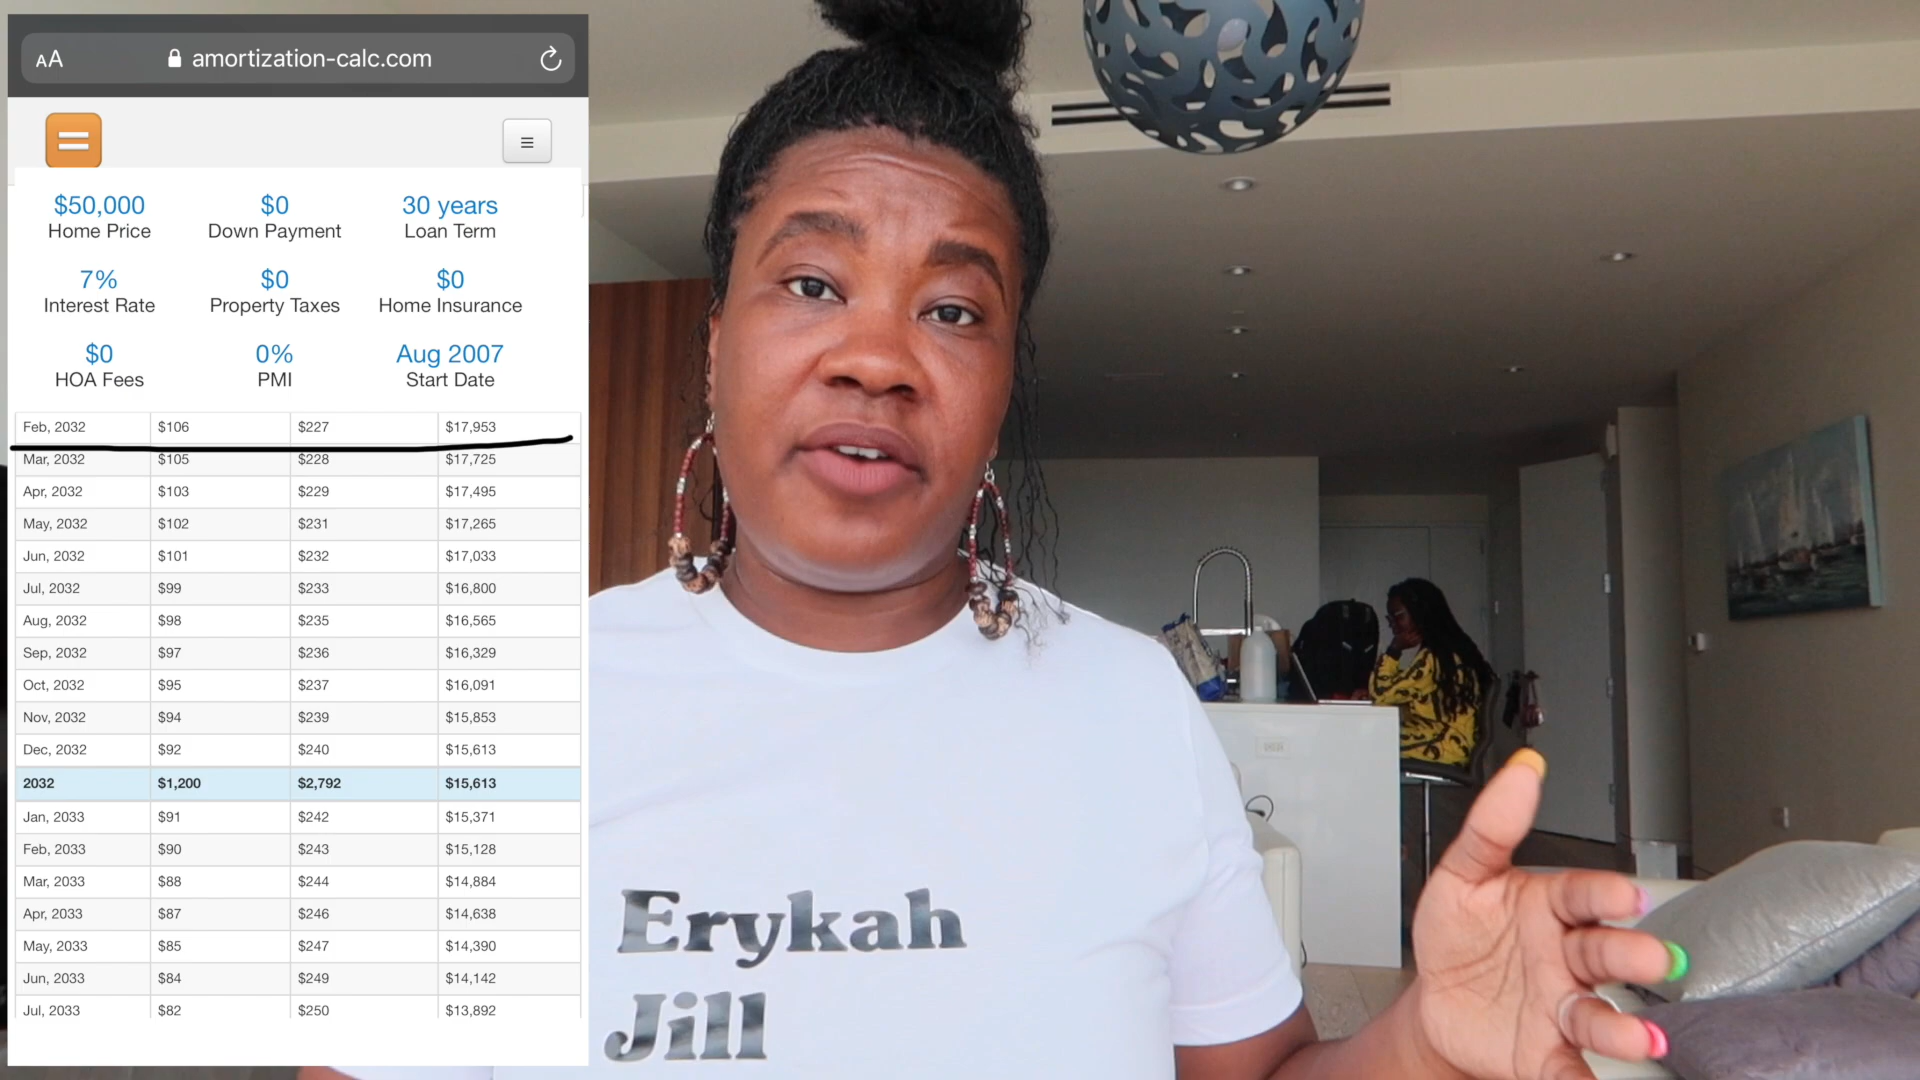 AA amortization-calc.com
$50,000 $0 30 years
Home Price Down Payment Loan Term
7% $0 $0
Interest Rate Property Taxes Home Insurance
$0 0% Aug 2007
HOA Fees PMI Start Date
Feb, 2032 $106 $227 $17,953
Mar, 2032 $105 $228 $17,725
Apr, 2032 $103 $229 $17,495
May, 2032 $102 $231 $17,265
Jun, 2032 $101 $232 $17,033
Jul, 2032 $99 $233 $16,800
Aug, 2032 $98 $235 $16,565
Sep, 2032 $97 $236 $16,329
Oct, 2032 $95 $237 $16,091
Nov, 2032 $94 $239 $15,853
Dec, 2032 $92 $240 $15,613
2032 $1,200 $2,792 $15,613
Jan, 2033 $91 $242 $15,371
Feb, 2033 $90 $243 $15,128
Mar, 2033 $88 $244 $14,884
Apr, 2033 $87 $246 $14,638
May, 2033 $85 $247 $14,390
Jun, 2033 $84 $249 $14,142
Jul, 2033 $82 $250 $13,892
Erykah
Jill